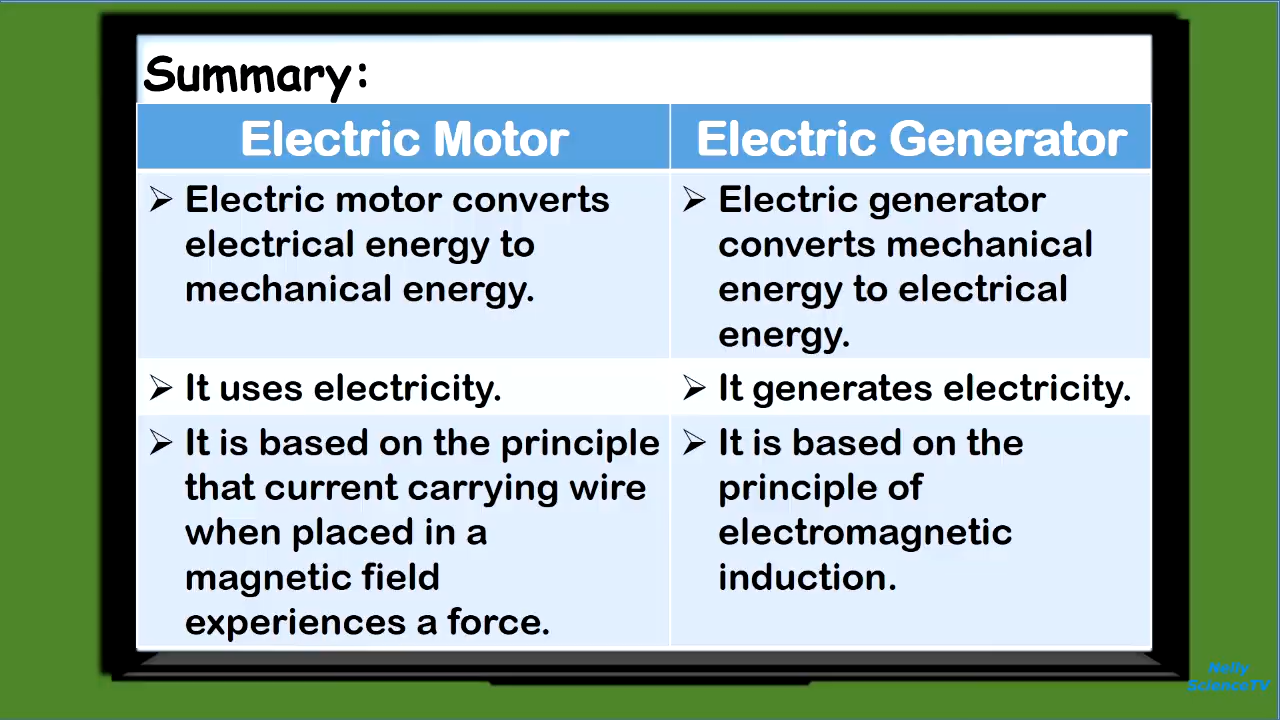 Summary:
Electric Motor
Electric Generator
➢ Electric motor converts
electrical energy to
mechanical energy.
➢ Electric generator
converts mechanical
energy to electrical
energy.
➢ It uses electricity.
➢ It generates electricity.
➢ It is based on the principle
that current carrying wire
when placed in a
magnetic field
experiences a force.
➢ It is based on the
principle of
electromagnetic
induction.
Nelly
ScienceTV